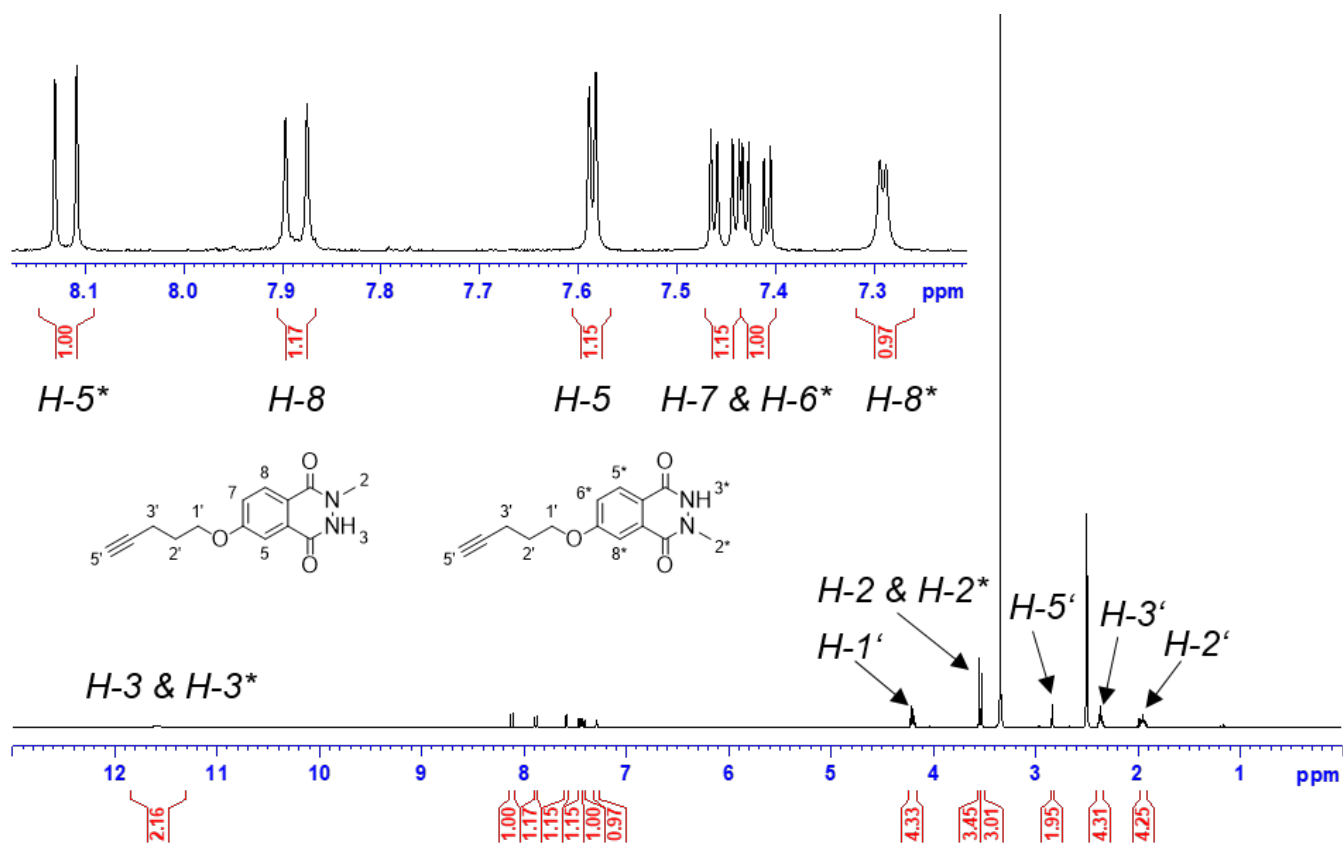 8.1 8.0 7.9 7.8 7.7 7.6 7.5 7.4 7.3 ppm
1.00 1.17 1.15 1.15 1.00 0.97
H-5* H-8 H-5 H-7 & H-6* H-8*
O O
8 2 5* 3*
7 N 6* NH
3' 1' NH 3' 1' N
5' 2' O 5 3 5' 2' O 8* 2*
O O
H-2 & H-2*
H-5‘ H-3‘
H-1‘ H-2‘
H-3 & H-3*
12 11 10 9 8 7 6 5 4 3 2 1 ppm
2.16 1.00 1.17 1.15 1.15 1.00 0.97 4.33 3.45 3.01 1.95 4.31 4.25